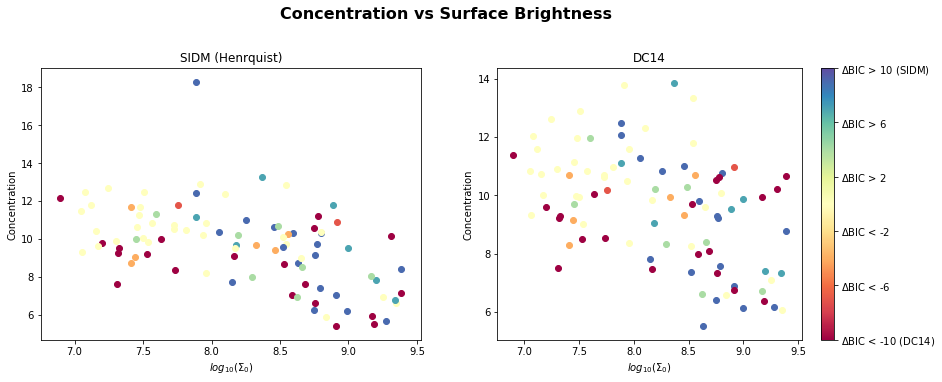 Concentration vs Surface Brightness
SIDM (Henrquist)
DC14
18
16
14
12
10
8
6
Concentration
7.0 7.5 8.0 8.5 9.0 9.5
log10(Σ0)
14
12
10
8
6
Concentration
7.0 7.5 8.0 8.5 9.0 9.5
log10(Σ0)
ΔBIC > 10 (SIDM)
ΔBIC > 6
ΔBIC > 2
ΔBIC < -2
ΔBIC < -6
ΔBIC < -10 (DC14)